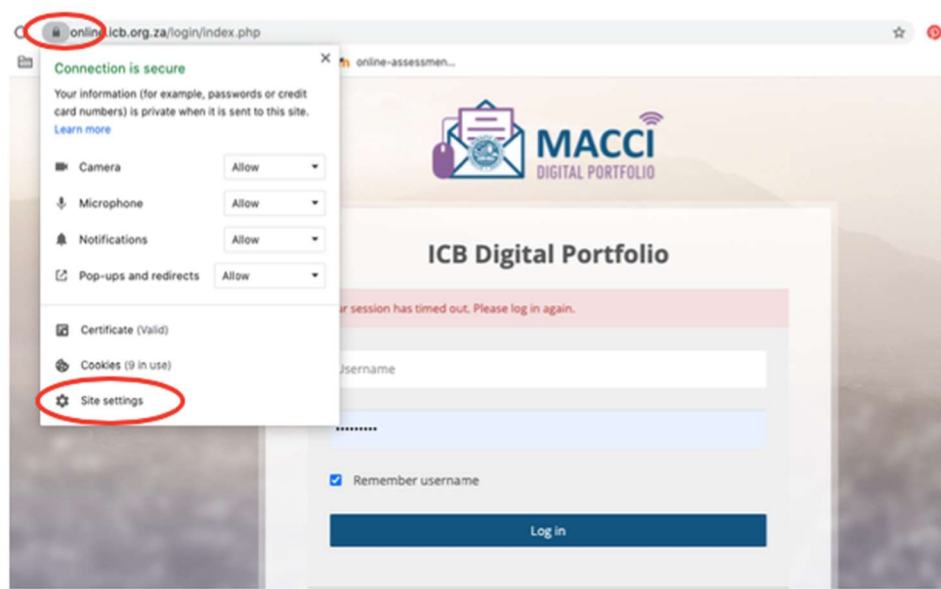 online.icb.org.za/login/index.php
online-assessmen...
Connection is secure
Your information (for example, passwords or credit
card numbers) is private when it is sent to this site.
Learn more
Camera Allow
Microphone Allow
Notifications Allow
Pop-ups and redirects Allow
Certificate (Valid)
Cookies (9 in use)
Site settings
MACCI
DIGITAL PORTFOLIO
ICB Digital Portfolio
session has timed out. Please log in again.
Username
Remember username
Log in